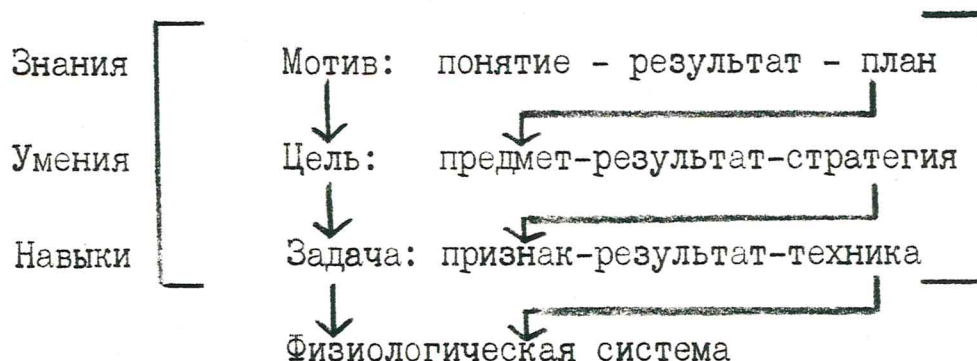 Знания Мотив: понятие - результат - план
Умения Цель: предмет-результат-стратегия
Навыки Задача: признак-результат-техника
Физиологическая система